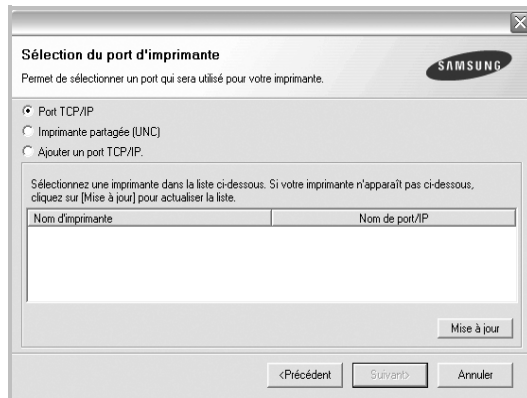 Sélection du port d'imprimante
Permet de sélectionner un port qui sera utilisé pour votre imprimante.
SAMSUNG
Port TCP/IP
Imprimante partagée (UNC)
Ajouter un port TCP/IP.
Sélectionnez une imprimante dans la liste ci-dessous. Si votre imprimante n'apparaît pas ci-dessous,
cliquez sur [Mise à jour] pour actualiser la liste.
Nom d'imprimante Nom de port/IP
Mise à jour
<Précédent Suivant> Annuler